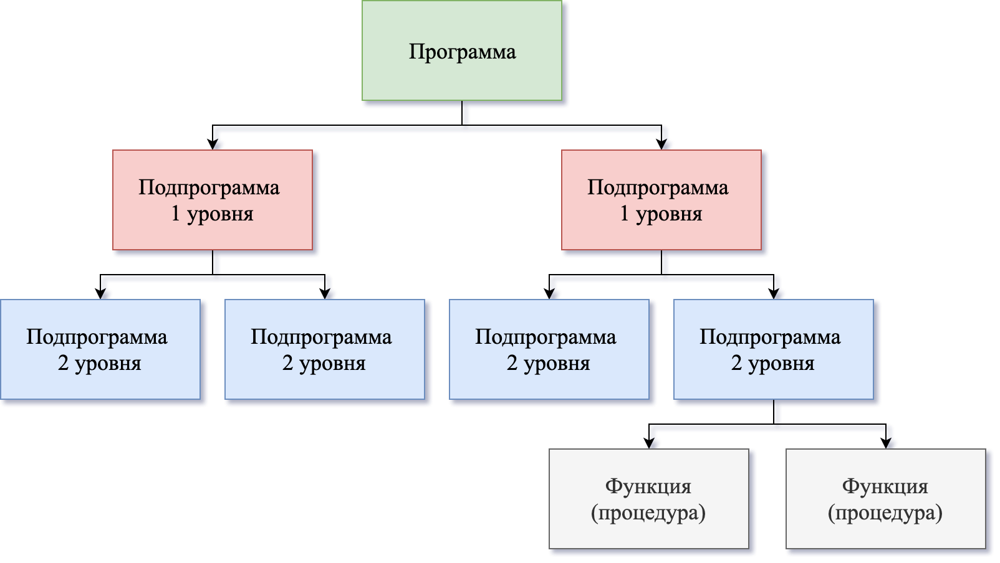 Программа
Подпрограмма
1 уровня
Подпрограмма
1 уровня
Подпрограмма
2 уровня
Подпрограмма
2 уровня
Подпрограмма
2 уровня
Подпрограмма
2 уровня
Функция
(процедура)
Функция
(процедура)